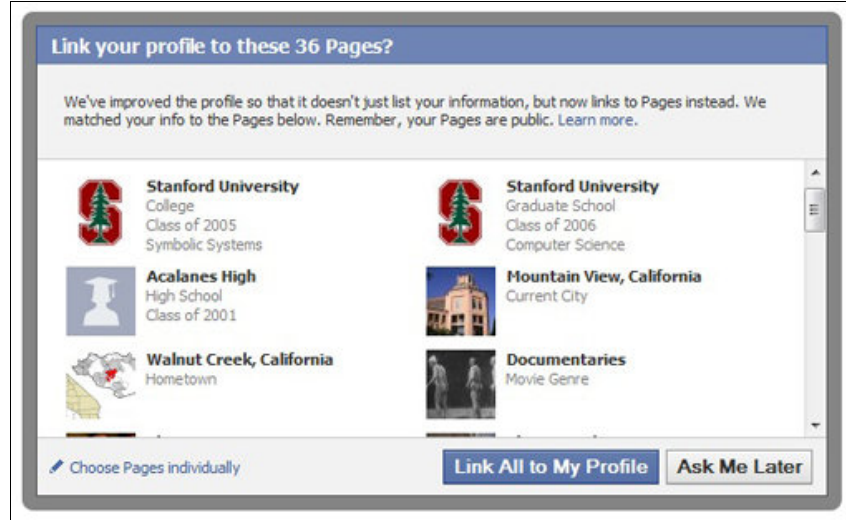 Link your profile to these 36 Pages?
We've improved the profile so that it doesn't just list your information, but now links to Pages instead. We
matched your info to the Pages below. Remember, your Pages are public. Learn more.
S
Stanford University
College
Class of 2005
Symbolic Systems
S
Stanford University
Graduate School
Class of 2006
Computer Science
Acalanes High
High School
Class of 2001
Mountain View, California
Current City
Walnut Creek, California
Hometown
Documentaries
Movie Genre
Choose Pages individually
Link All to My Profile
Ask Me Later